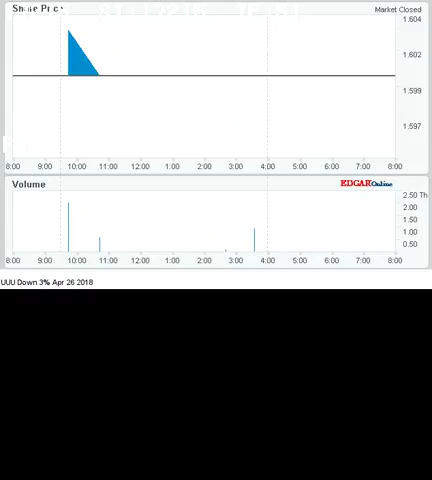 Market Closed
1.604
1.602
1.599
1.597
8:00 9:00 10:00 11:00 12:00 1:00 2:00 3:00 4:00 5:00 6:00 7:00 8:00
Volume
EDGAROnline
2.50 Th
2.00
1.50
1.00
0.50
8:00 9:00 10:00 11:00 12:00 1:00 2:00 3:00 4:00 5:00 6:00 7:00 8:00
UUU Down 3% Apr 26 2018